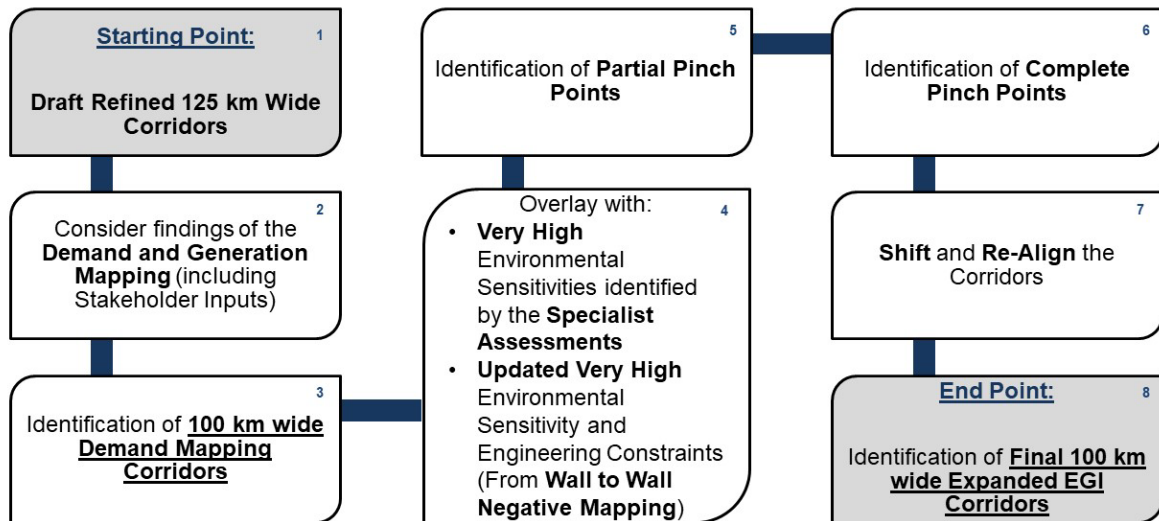 Starting Point:
1
Draft Refined 125 km Wide
Corridors
2
Consider findings of the
Demand and Generation
Mapping (including
Stakeholder Inputs)
3
Identification of 100 km wide
Demand Mapping
Corridors
Overlay with:
4
• Very High
Environmental
Sensitivities identified
by the Specialist
Assessments
• Updated Very High
Environmental
Sensitivity and
Engineering Constraints
(From Wall to Wall
Negative Mapping)
5
Identification of Partial Pinch
Points
6
Identification of Complete
Pinch Points
7
Shift and Re-Align the
Corridors
End Point:
8
Identification of Final 100 km
wide Expanded EGI
Corridors